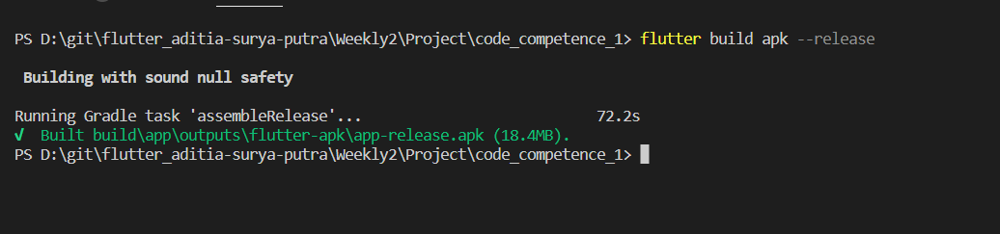 PS D:\git\flutter_aditia-surya-putra\Weekly2\Project\code_competence_1> flutter build apk --release
Building with sound null safety
Running Gradle task 'assembleRelease'... 72.2s
√ Built build\app\outputs\flutter-apk\app-release.apk (18.4MB).
PS D:\git\flutter_aditia-surya-putra\Weekly2\Project\code_competence_1>